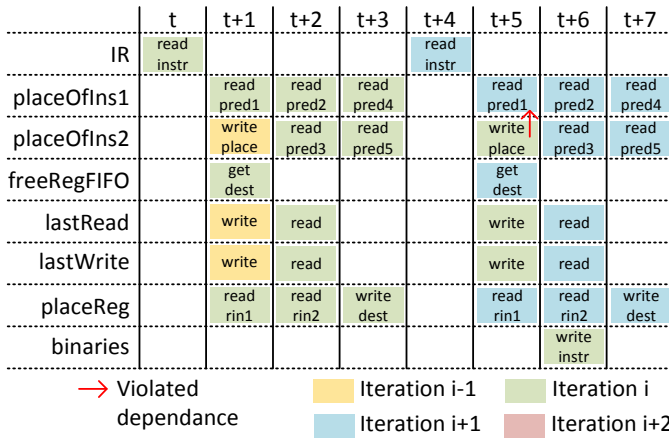 t t+1 t+2 t+3 t+4 t+5 t+6 t+7
IR read instr read instr
placeOfIns1 read pred1 read pred2 read pred4 read pred1 read pred2 read pred4
placeOfIns2 write place read pred3 read pred5 write place read pred3 read pred5
freeRegFIFO get dest get dest
lastRead write read write read
lastWrite write read write read
placeReg read rin1 read rin2 write dest read rin1 read rin2 write dest
binaries write instr
Violated dependance
Iteration i-1 Iteration i
Iteration i+1 Iteration i+2